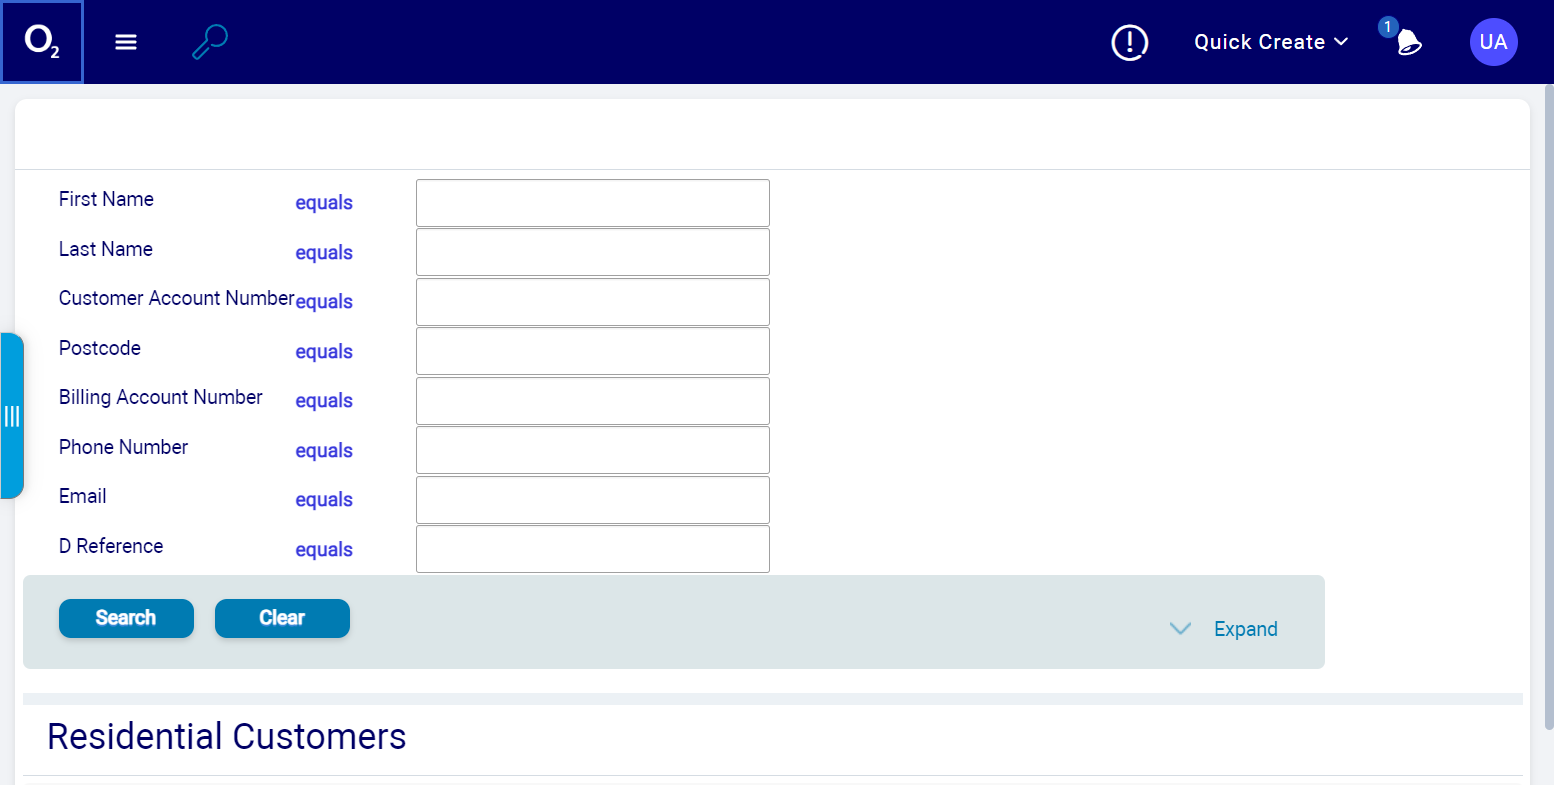 O2
Quick Create
1
UA
First Name equals
Last Name equals
Customer Account Number equals
Postcode equals
Billing Account Number equals
Phone Number equals
Email equals
D Reference equals
Search Clear
Expand
Residential Customers